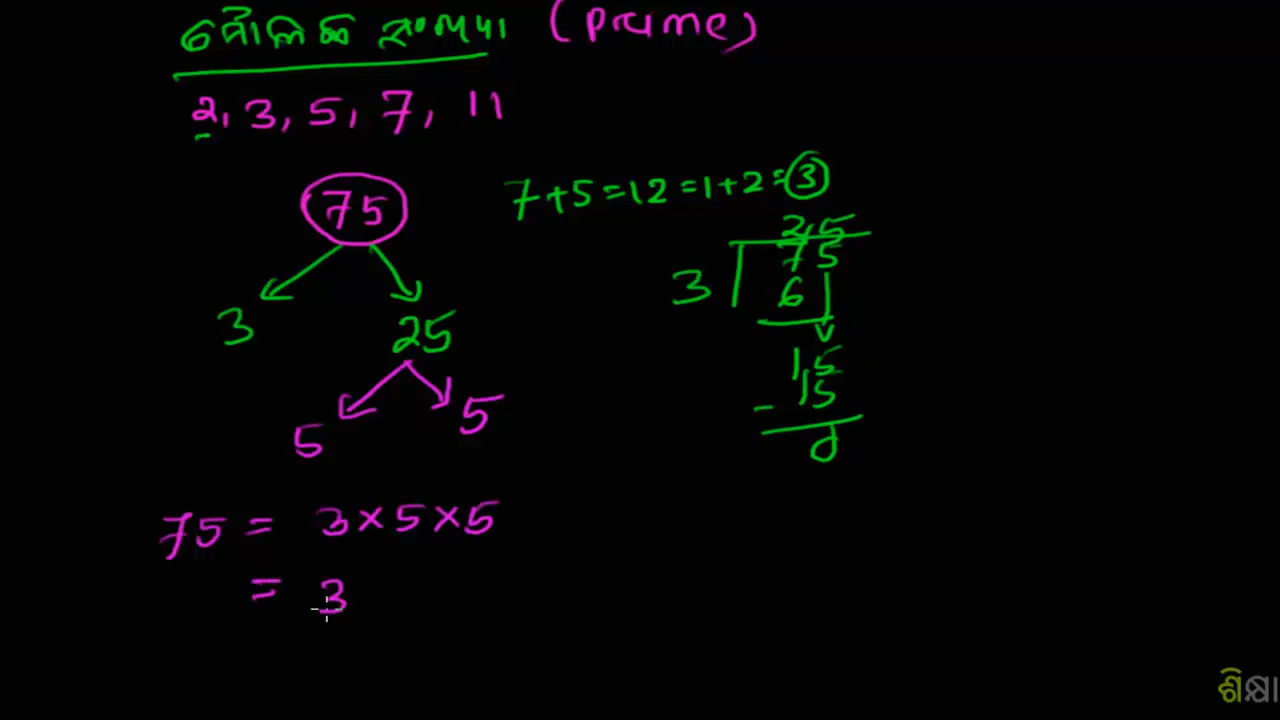 ମୌଳିକ ସଂଖ୍ୟା (prime)
2, 3, 5, 7, 11
75
7+5=12=1+2=3
3 25
5 5
25
3 75
6
15
- 15
0
75 = 3×5×5
= 3
ଶିକ୍ଷା